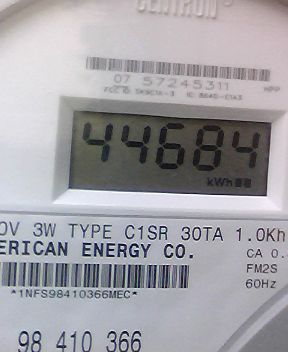 CENTRON®
07 57245311
44684
kWh
0V 3W TYPE C1SR 30TA 1.0Kh
ERICAN ENERGY CO.
CA 0.
FM2S
*1NFS98410366MEC*
60Hz
98 410 366